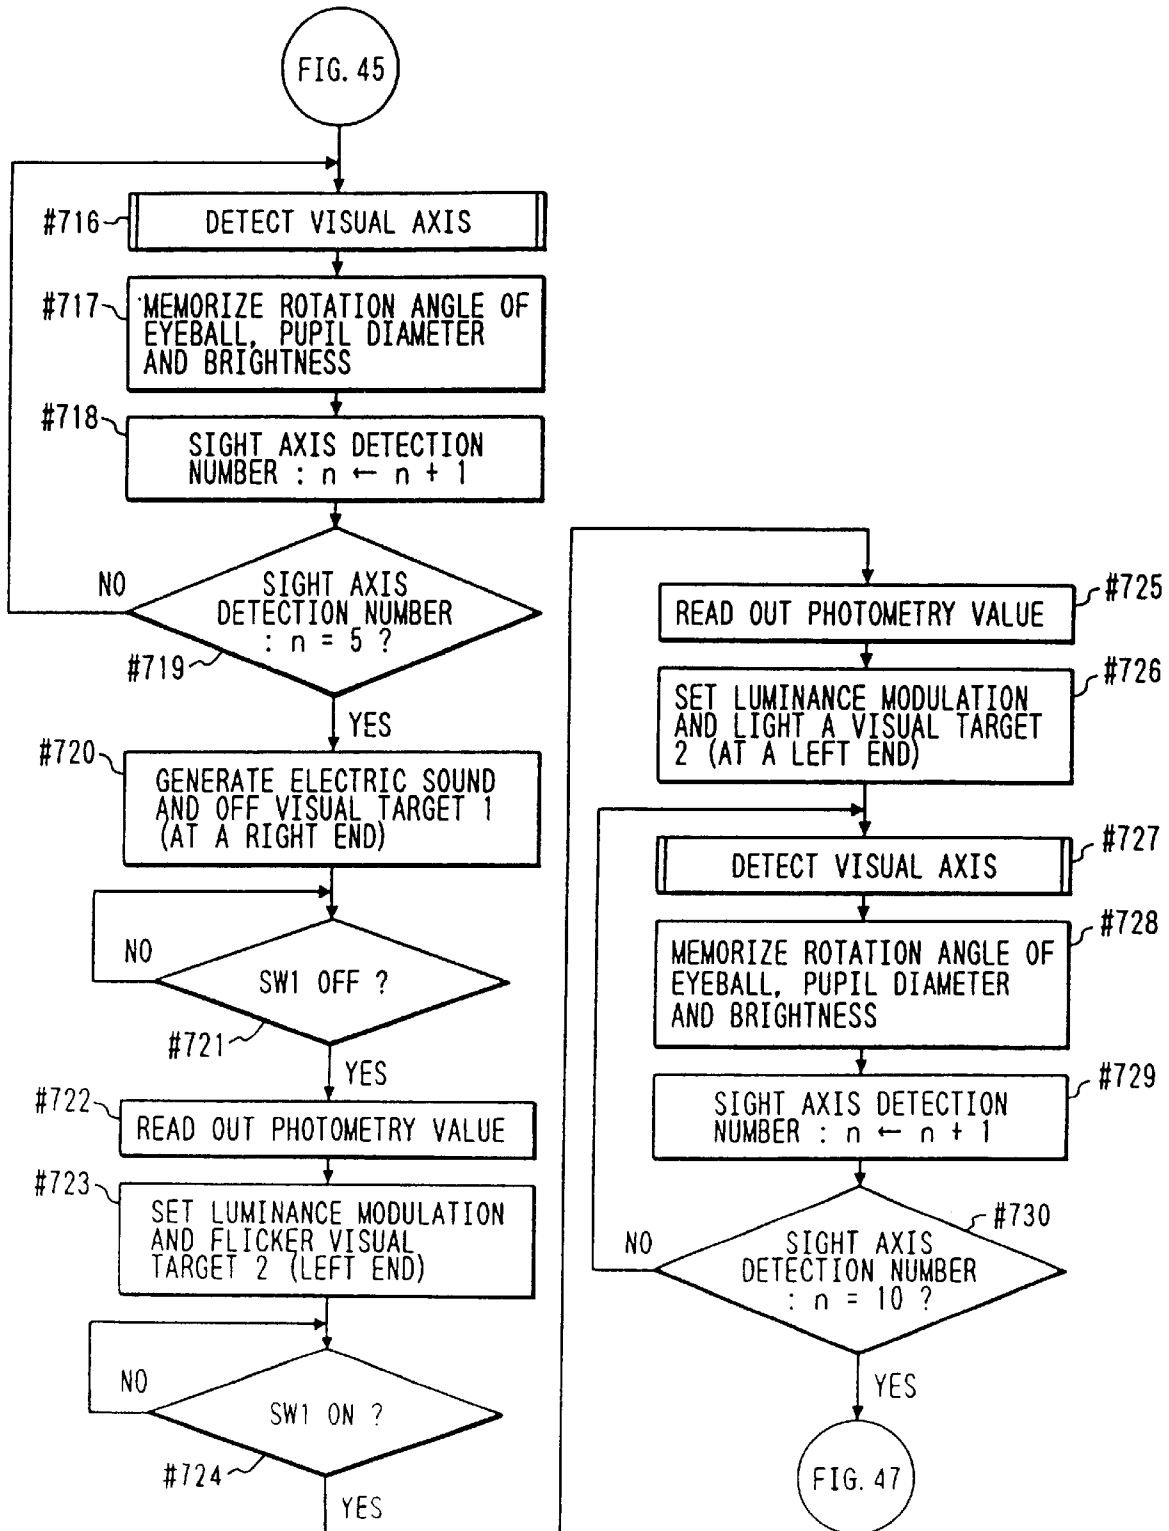 FIG. 45
#716
DETECT VISUAL AXIS
#717
MEMORIZE ROTATION ANGLE OF
EYEBALL, PUPIL DIAMETER
AND BRIGHTNESS
#718
SIGHT AXIS DETECTION
NUMBER : n ← n + 1
NO
SIGHT AXIS
DETECTION NUMBER
: n = 5 ?
#719
YES
#720
GENERATE ELECTRIC SOUND
AND OFF VISUAL TARGET 1
(AT A RIGHT END)
NO
SW1 OFF ?
#721
YES
#722
READ OUT PHOTOMETRY VALUE
#723
SET LUMINANCE MODULATION
AND FLICKER VISUAL
TARGET 2 (LEFT END)
NO
SW1 ON ?
#724
YES
#725
READ OUT PHOTOMETRY VALUE
#726
SET LUMINANCE MODULATION
AND LIGHT A VISUAL TARGET
2 (AT A LEFT END)
#727
DETECT VISUAL AXIS
#728
MEMORIZE ROTATION ANGLE OF
EYEBALL, PUPIL DIAMETER
AND BRIGHTNESS
#729
SIGHT AXIS DETECTION
NUMBER : n ← n + 1
#730
NO
SIGHT AXIS
DETECTION NUMBER
: n = 10 ?
YES
FIG. 47